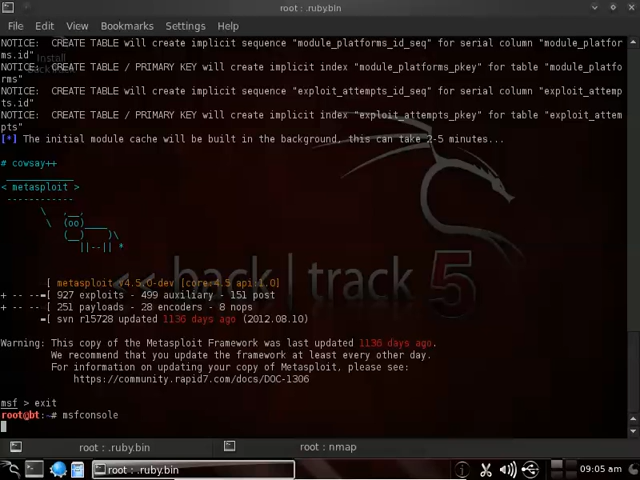 root : .ruby.bin
File Edit View Bookmarks Settings Help
NOTICE: CREATE TABLE will create implicit sequence "module_platforms_id_seq" for serial column "module_platfor
ms.id"
Install
NOTICE: CREATE TABLE / PRIMARY KEY will create implicit index "module_platforms_pkey" for table "module_platfo
rms"
NOTICE: CREATE TABLE will create implicit sequence "exploit_attempts_id_seq" for serial column "exploit_attemp
ts.id"
NOTICE: CREATE TABLE / PRIMARY KEY will create implicit index "exploit_attempts_pkey" for table "exploit_attem
pts"
[*] The initial module cache will be built in the background, this can take 2-5 minutes...
# cowsay++
____________
< metasploit >
------------
\ ,__,
\ (oo)____
(__) )\
||--|| *
<< back | track 5
[ metasploit v4.5.0-dev [core:4.5 api:1.0]
+ -- --=[ 927 exploits - 499 auxiliary - 151 post
+ -- --=[ 251 payloads - 28 encoders - 8 nops
=[ svn r15728 updated 1136 days ago (2012.08.10)
Warning: This copy of the Metasploit Framework was last updated 1136 days ago.
We recommend that you update the framework at least every other day.
For information on updating your copy of Metasploit, please see:
https://community.rapid7.com/docs/DOC-1306
msf > exit
root@bt:~# msfconsole
root : .ruby.bin
root : nmap
root : .ruby.bin
09:05 am